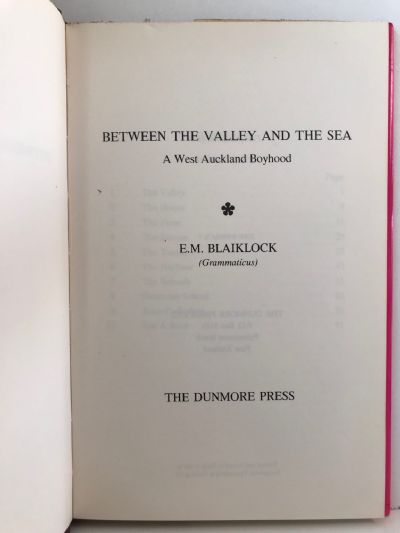 BETWEEN THE VALLEY AND THE SEA
A West Auckland Boyhood
E.M. BLAIKLOCK
(Grammaticus)
THE DUNMORE PRESS